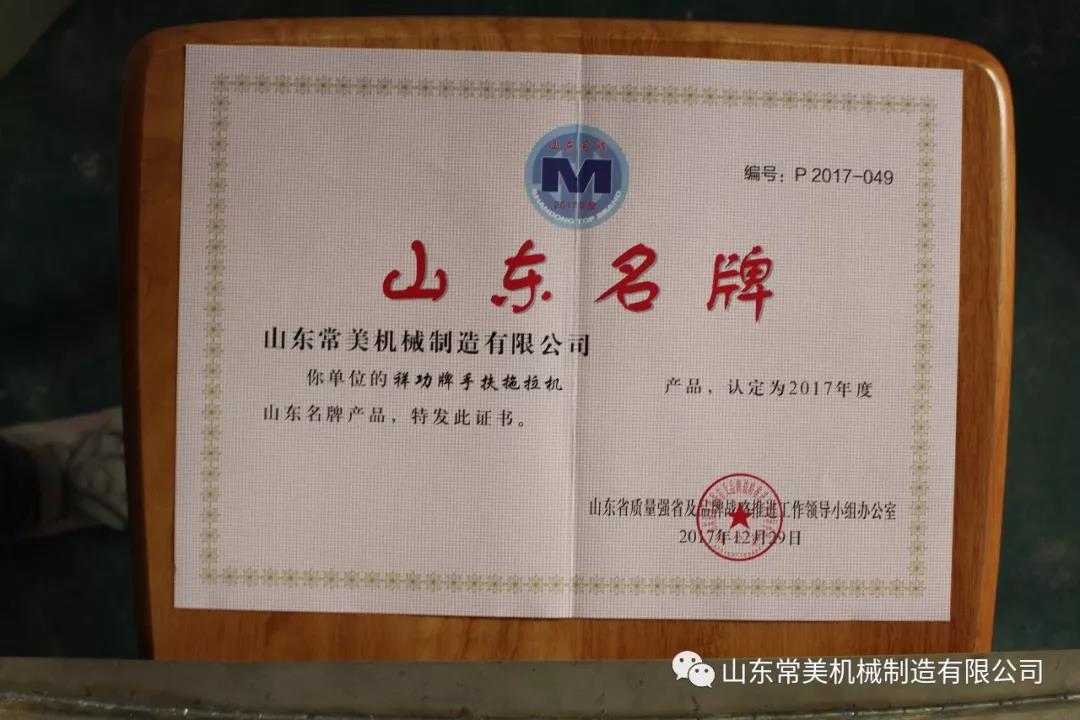 山东名牌
M
2017年度
SHANDONG TOP BRAND
编号：P 2017-049
山东名牌
山东常美机械制造有限公司
你单位的祥功牌手扶拖拉机 产品，认定为2017年度
山东名牌产品，特发此证书。
山东省质量强省及品牌战略推进工作领导小组办公室
2017年12月29日
山东常美机械制造有限公司